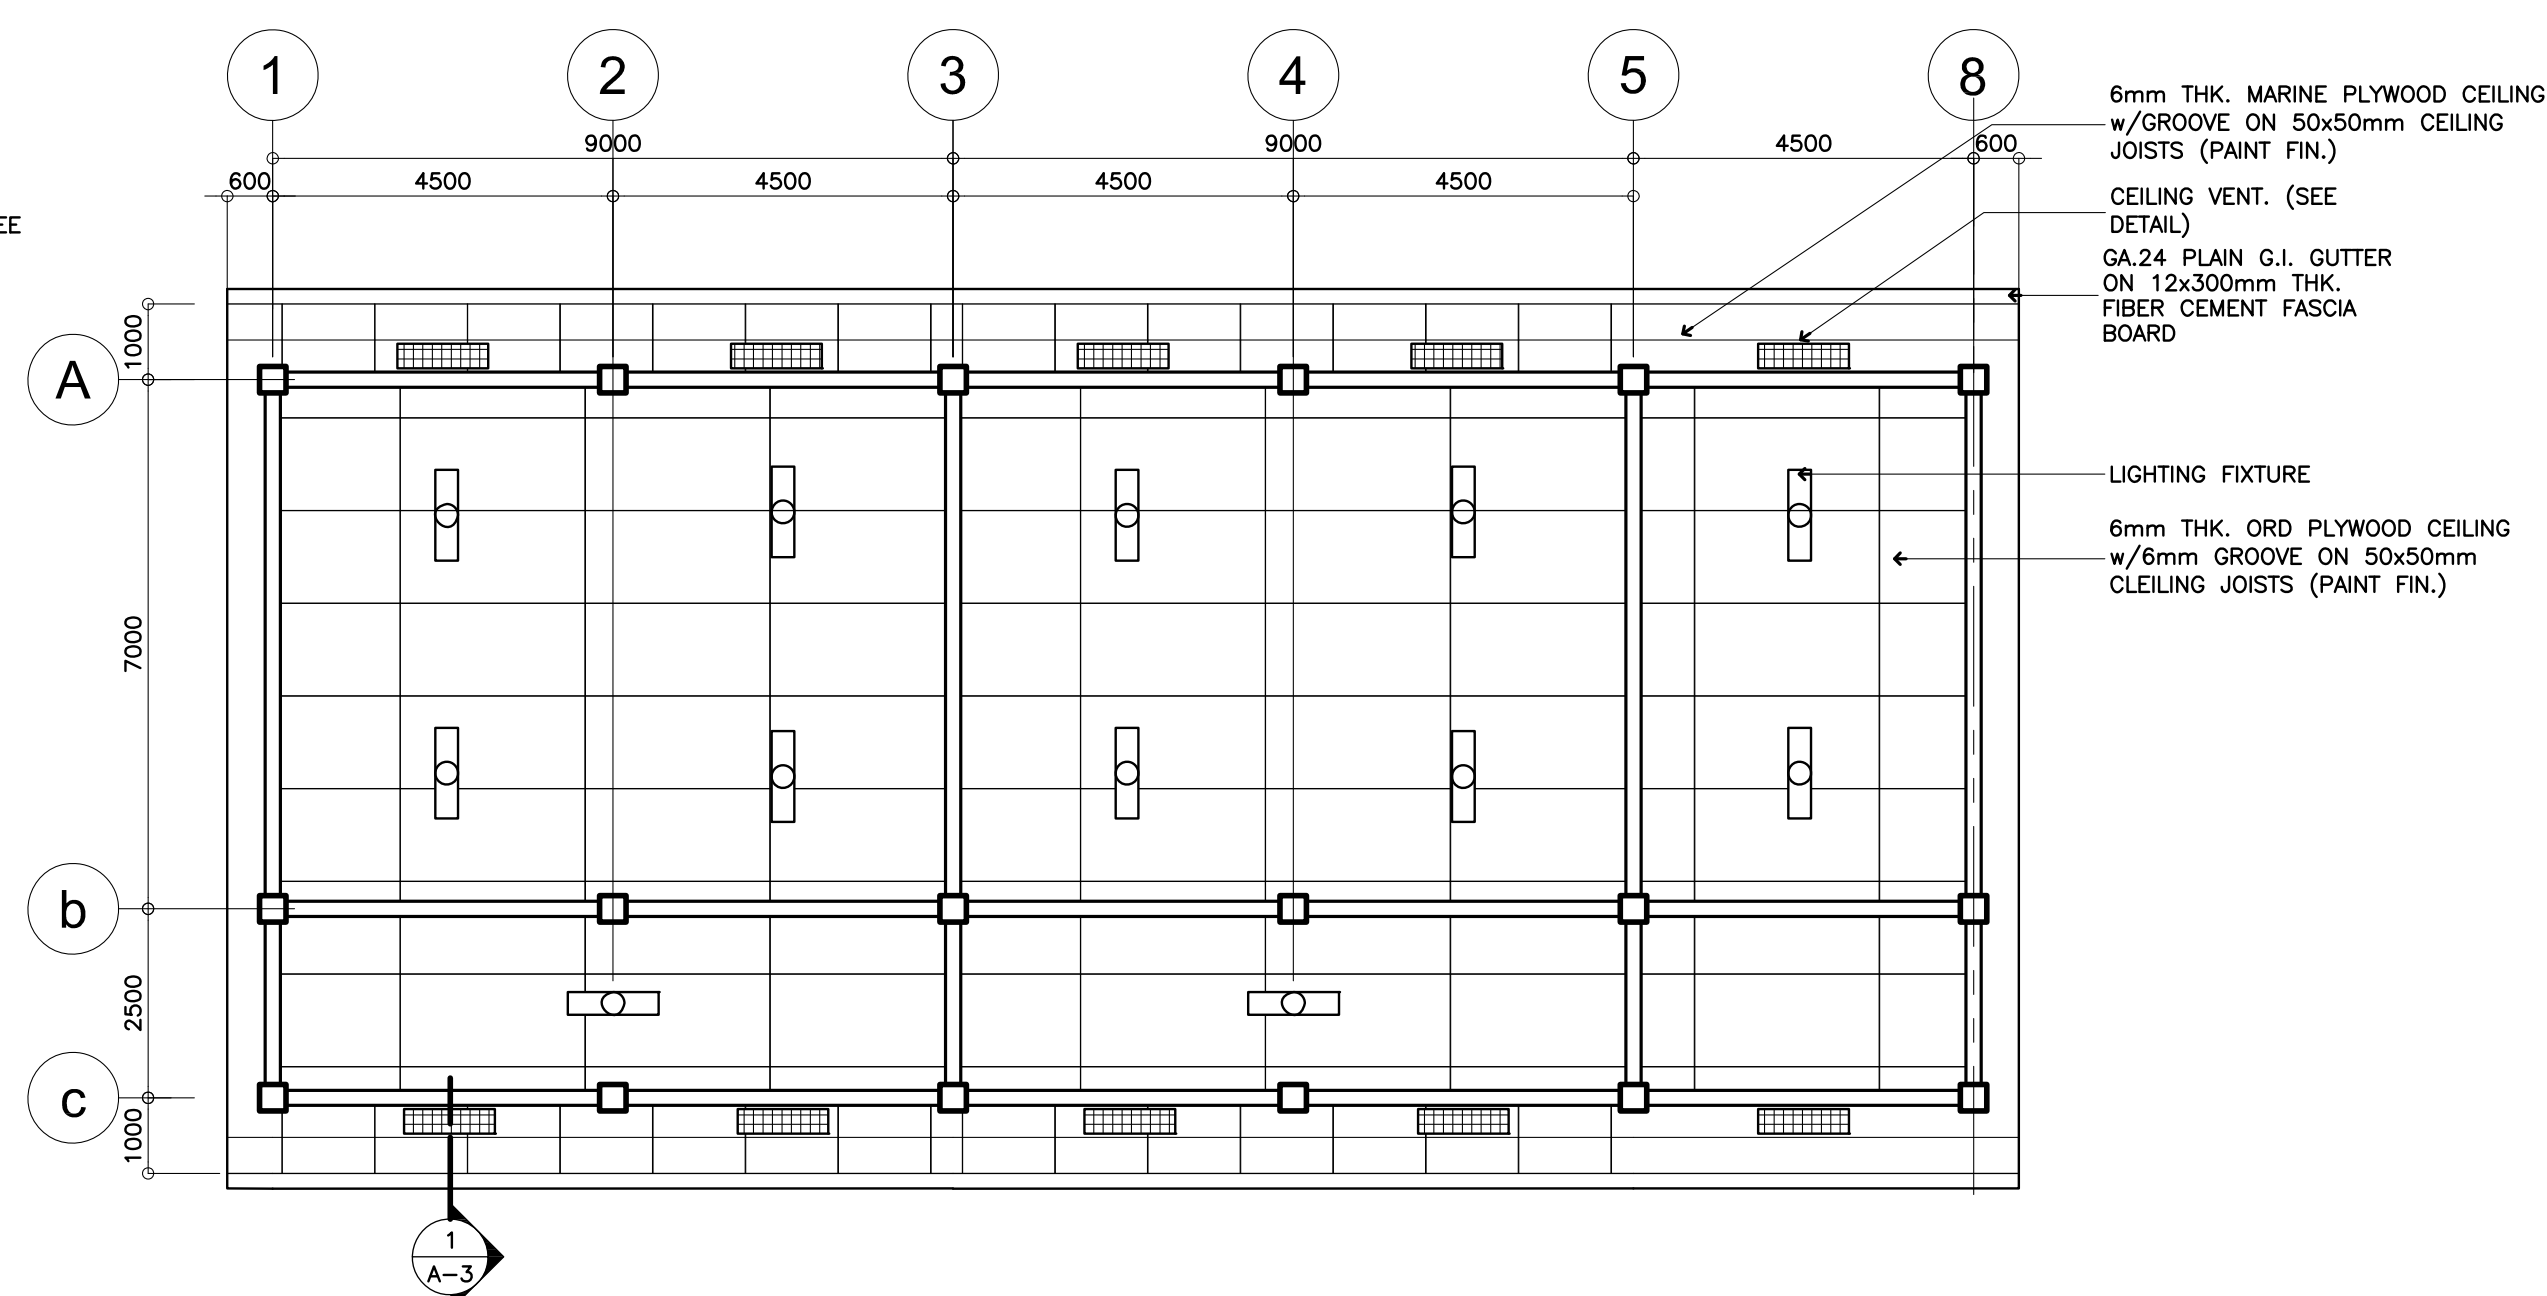 1 2 3 4 5 8
9000 9000 4500 600
600 4500 4500 4500 4500
6mm THK. MARINE PLYWOOD CEILING
w/GROOVE ON 50x50mm CEILING
JOISTS (PAINT FIN.)
CEILING VENT. (SEE
DETAIL)
GA.24 PLAIN G.I. GUTTER
ON 12x300mm THK.
FIBER CEMENT FASCIA
BOARD
EE
1000
A
LIGHTING FIXTURE
6mm THK. ORD PLYWOOD CEILING
w/6mm GROOVE ON 50x50mm
CLEILING JOISTS (PAINT FIN.)
7000
b
2500
c
1000
1
A-3